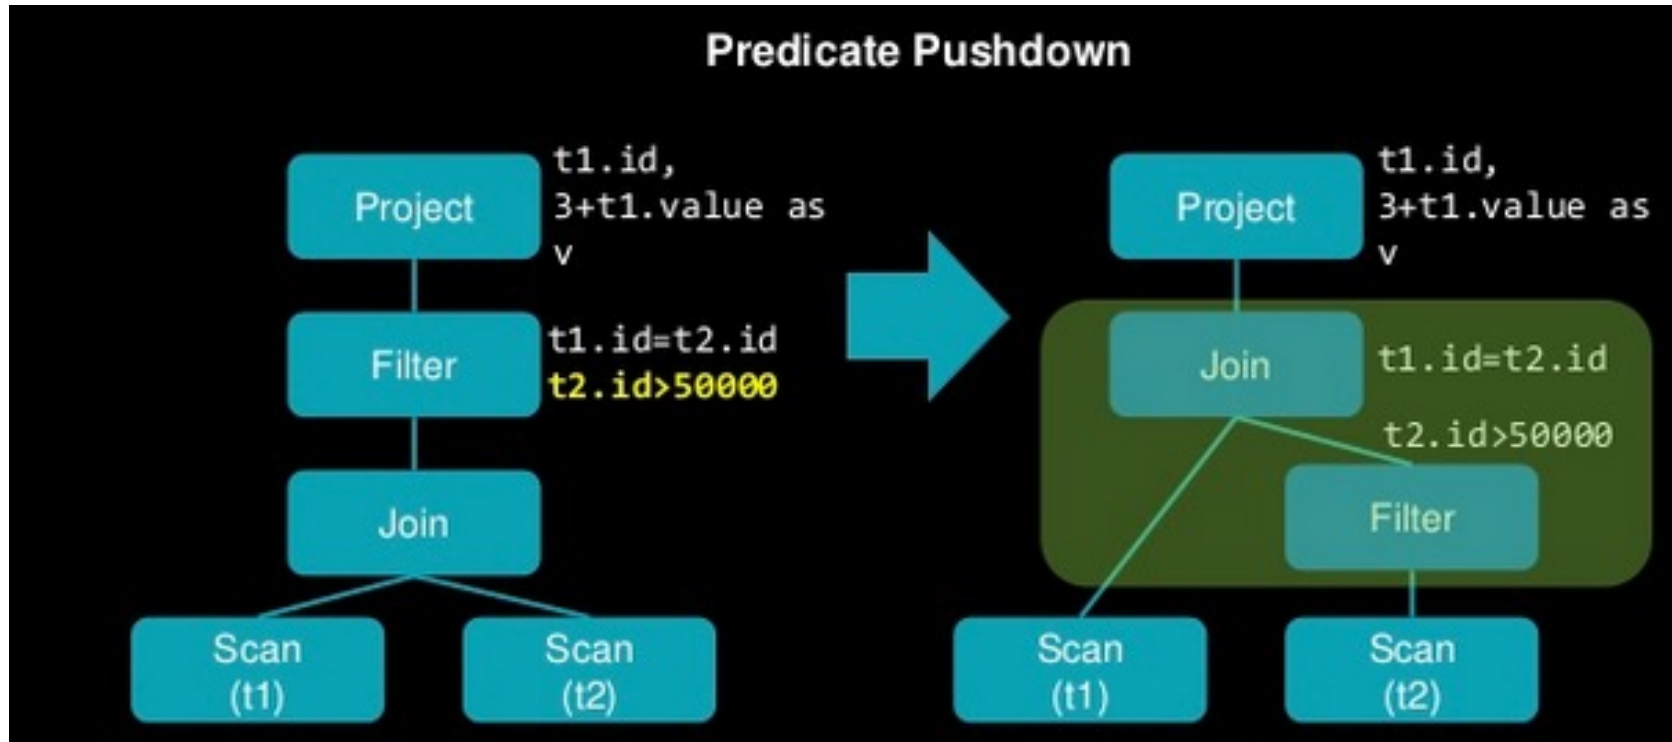 Predicate Pushdown
Project
t1.id,
3+t1.value as
v
Filter
t1.id=t2.id
t2.id>50000
Join
Scan
(t1)
Scan
(t2)
Project
t1.id,
3+t1.value as
v
Join
t1.id=t2.id
t2.id>50000
Filter
Scan
(t1)
Scan
(t2)